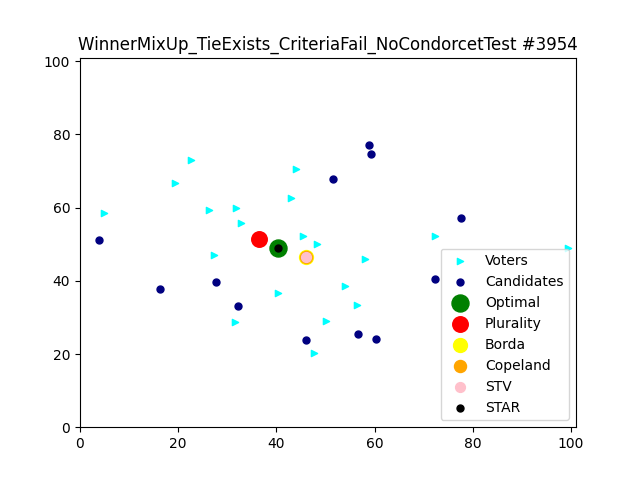 WinnerMixUp_TieExists_CriteriaFail_NoCondorcetTest #3954
100
80
60
40
20
0
0 20 40 60 80 100
Voters
Candidates
Optimal
Plurality
Borda
Copeland
STV
STAR